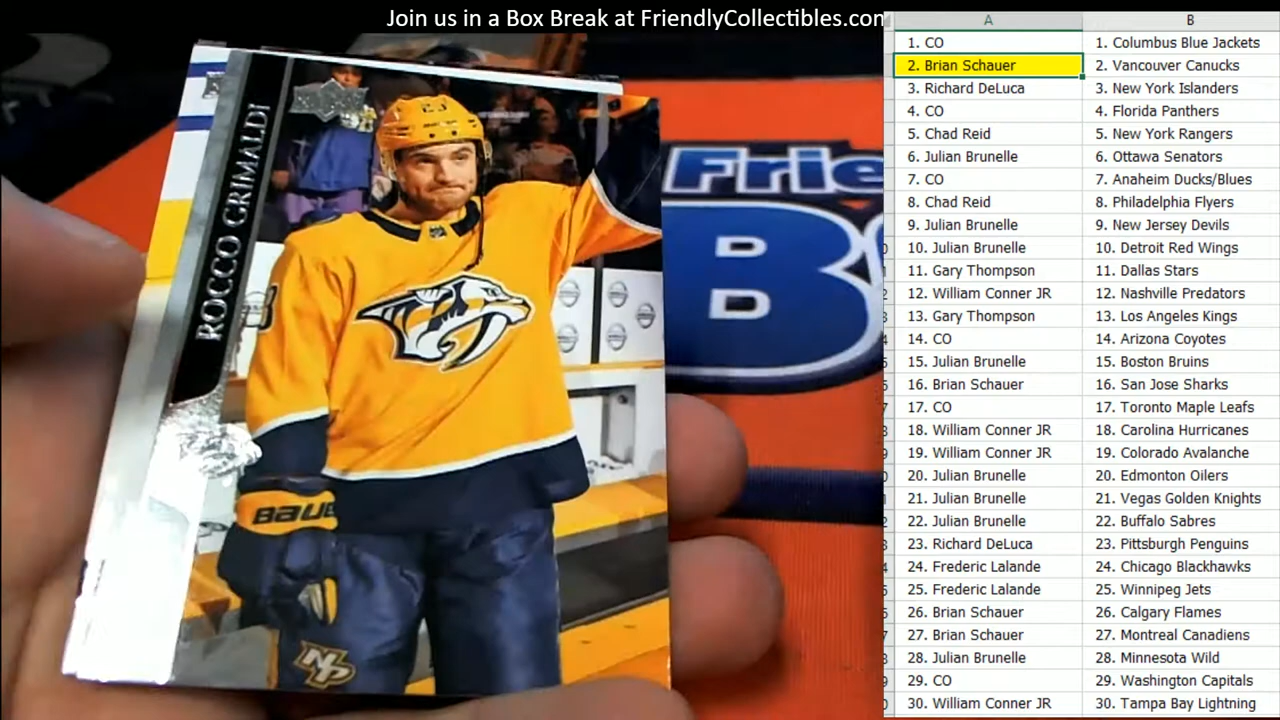 Join us in a Box Break at FriendlyCollectibles.com
ROCCO GRIMALDI
BAUE
Frie
B
B
D
A B
1. CO 1. Columbus Blue Jackets
2. Brian Schauer 2. Vancouver Canucks
3. Richard DeLuca 3. New York Islanders
4. CO 4. Florida Panthers
5. Chad Reid 5. New York Rangers
6. Julian Brunelle 6. Ottawa Senators
7. CO 7. Anaheim Ducks/Blues
8. Chad Reid 8. Philadelphia Flyers
9. Julian Brunelle 9. New Jersey Devils
10. Julian Brunelle 10. Detroit Red Wings
11. Gary Thompson 11. Dallas Stars
12. William Conner JR 12. Nashville Predators
13. Gary Thompson 13. Los Angeles Kings
14. CO 14. Arizona Coyotes
15. Julian Brunelle 15. Boston Bruins
16. Brian Schauer 16. San Jose Sharks
17. CO 17. Toronto Maple Leafs
18. William Conner JR 18. Carolina Hurricanes
19. William Conner JR 19. Colorado Avalanche
20. Julian Brunelle 20. Edmonton Oilers
21. Julian Brunelle 21. Vegas Golden Knights
22. Julian Brunelle 22. Buffalo Sabres
23. Richard DeLuca 23. Pittsburgh Penguins
24. Frederic Lalande 24. Chicago Blackhawks
25. Frederic Lalande 25. Winnipeg Jets
26. Brian Schauer 26. Calgary Flames
27. Brian Schauer 27. Montreal Canadiens
28. Julian Brunelle 28. Minnesota Wild
29. CO 29. Washington Capitals
30. William Conner JR 30. Tampa Bay Lightning